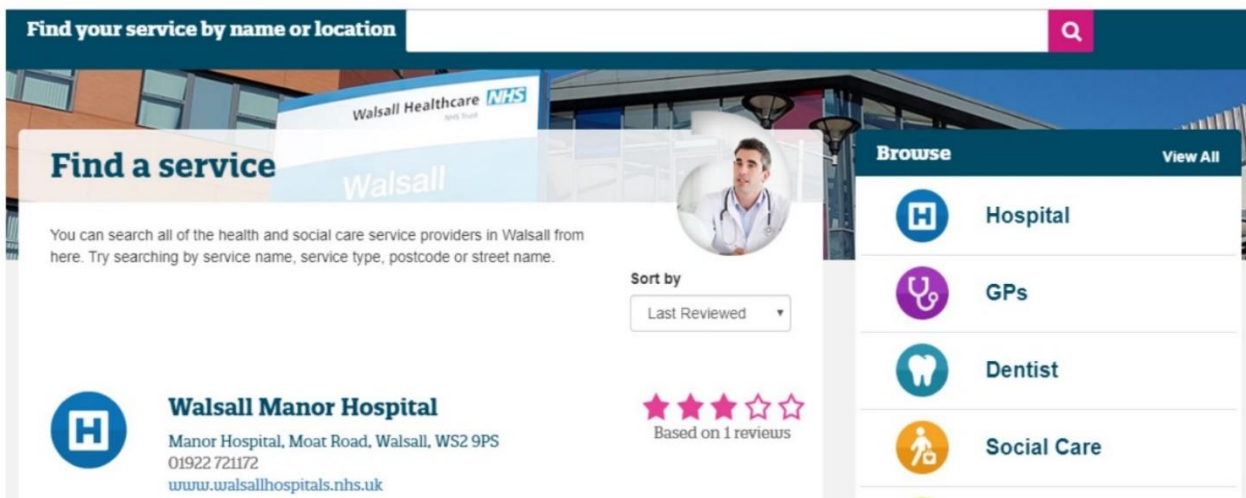 Find your service by name or location
Walsall Healthcare NHS
NHS Trust
Walsall
Find a service
You can search all of the health and social care service providers in Walsall from
here. Try searching by service name, service type, postcode or street name.
Sort by
Last Reviewed
H
Walsall Manor Hospital
Manor Hospital, Moat Road, Walsall, WS2 9PS
01922 721172
www.walsallhospitals.nhs.uk
Based on 1 reviews
Browse
View All
H
Hospital
GPs
Dentist
Social Care